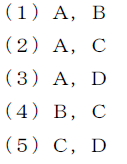 （１）Ａ，Ｂ
（２）Ａ，Ｃ
（３）Ａ，Ｄ
（４）Ｂ，Ｃ
（５）Ｃ，Ｄ